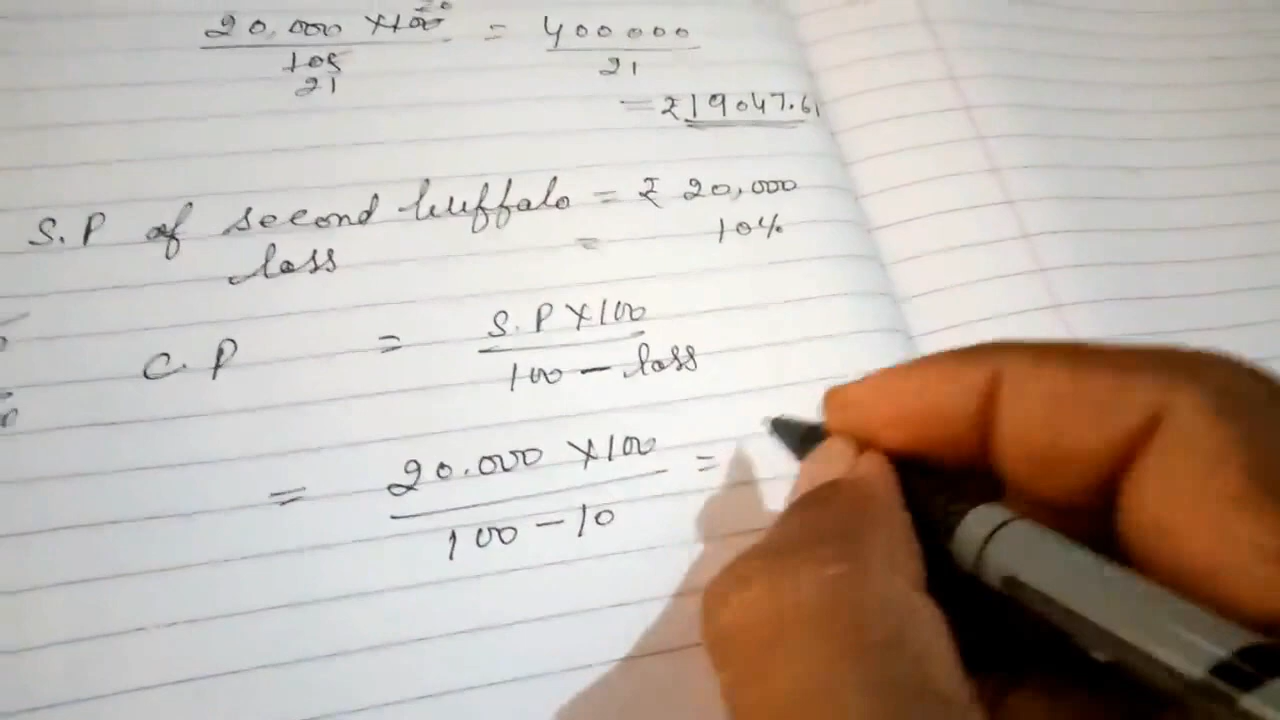 20,000 × 100 20 = 400000
105 21
21
= ₹19047.61
S.P of second buffalo = ₹ 20,000
loss = 10%
C.P = S.P × 100
100 - loss
= 20.000 × 100 =
100 - 10